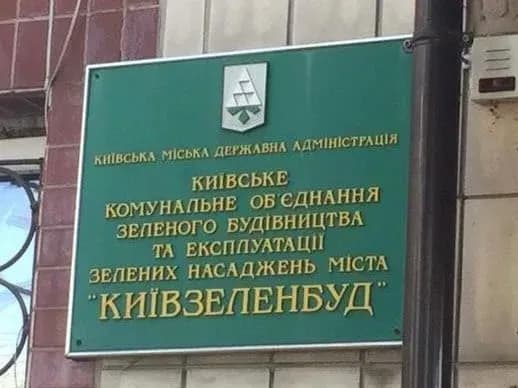 КИЇВСЬКА МІСЬКА ДЕРЖАВНА АДМІНІСТРАЦІЯ
КИЇВСЬКЕ
КОМУНАЛЬНЕ ОБ'ЄДНАННЯ
ЗЕЛЕНОГО БУДІВНИЦТВА
ТА ЕКСПЛУАТАЦІЇ
ЗЕЛЕНИХ НАСАДЖЕНЬ МІСТА
"КИЇВЗЕЛЕНБУД"